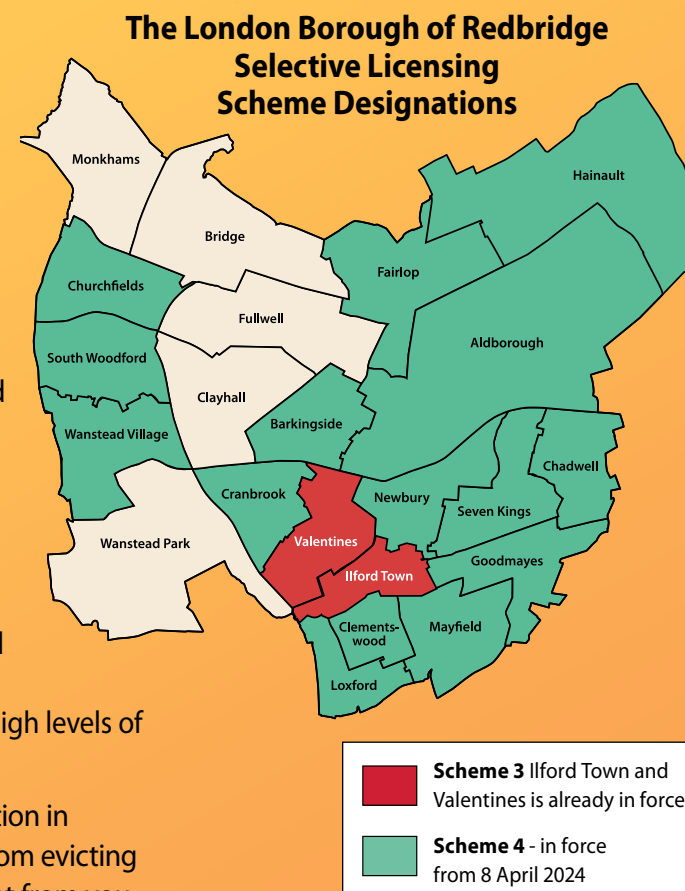 The London Borough of Redbridge
Selective Licensing
Scheme Designations
Monkhams
Hainault
Bridge
Fairlop
Churchfields
Fullwell
Aldborough
South Woodford
Clayhall
Barkingside
Wanstead Village
Chadwell
Cranbrook
Newbury
Seven Kings
Valentines
Wanstead Park
Goodmayes
Ilford Town
Clements-
wood
Mayfield
Loxford
igh levels of
tion in
om evicting
from you
Scheme 3 Ilford Town and
Valentines is already in force
Scheme 4 - in force
from 8 April 2024